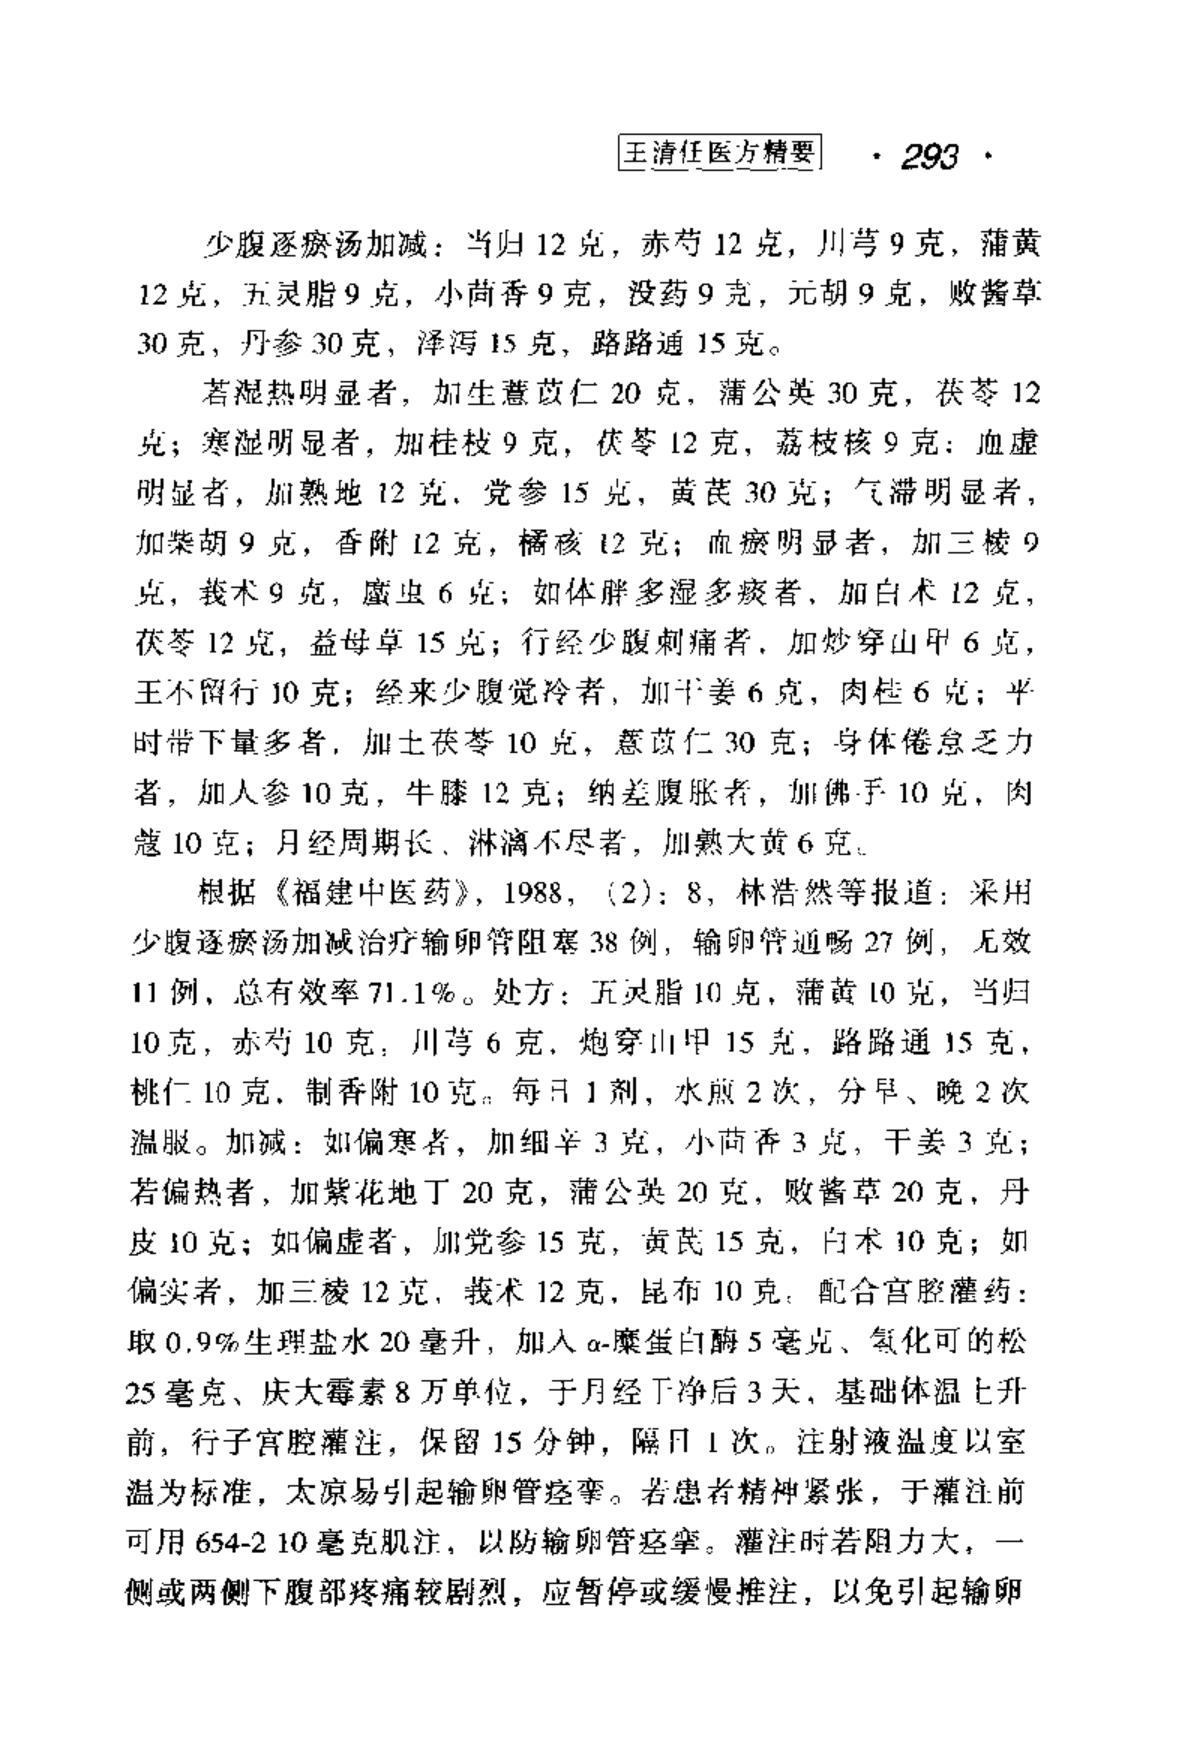 王清任医方精要 · 293 ·
少腹逐瘀汤加减：当归 12 克，赤芍 12 克，川芎 9 克，蒲黄
12 克，五灵脂 9 克，小茴香 9 克，没药 9 克，元胡 9 克，败酱草
30 克，丹参 30 克，泽泻 15 克，路路通 15 克。
若湿热明显者，加生薏苡仁 20 克，蒲公英 30 克，茯苓 12
克；寒湿明显者，加桂枝 9 克，茯苓 12 克，荔枝核 9 克；血虚
明显者，加熟地 12 克，党参 15 克，黄芪 30 克；气滞明显者，
加柴胡 9 克，香附 12 克，橘核 12 克；血瘀明显者，加三棱 9
克，莪术 9 克，䗪虫 6 克；如体胖多湿多痰者，加白术 12 克，
茯苓 12 克，益母草 15 克；行经少腹刺痛者，加炒穿山甲 6 克，
王不留行 10 克；经来少腹觉冷者，加干姜 6 克，肉桂 6 克；平
时带下量多者，加土茯苓 10 克，薏苡仁 30 克；身体倦怠乏力
者，加人参 10 克，牛膝 12 克；纳差腹胀者，加佛手 10 克，肉
蔻 10 克；月经周期长、淋漓不尽者，加熟大黄 6 克。
根据《福建中医药》，1988，（2）：8，林浩然等报道：采用
少腹逐瘀汤加减治疗输卵管阻塞 38 例，输卵管通畅 27 例，无效
11 例，总有效率 71.1%。处方：五灵脂 10 克，蒲黄 10 克，当归
10 克，赤芍 10 克，川芎 6 克，炮穿山甲 15 克，路路通 15 克，
桃仁 10 克，制香附 10 克。每日 1 剂，水煎 2 次，分早、晚 2 次
温服。加减：如偏寒者，加细辛 3 克，小茴香 3 克，干姜 3 克；
若偏热者，加紫花地丁 20 克，蒲公英 20 克，败酱草 20 克，丹
皮 10 克；如偏虚者，加党参 15 克，黄芪 15 克，白术 10 克；如
偏实者，加三棱 12 克，莪术 12 克，昆布 10 克。配合宫腔灌药：
取 0.9%生理盐水 20 毫升，加入 α-糜蛋白酶 5 毫克、氢化可的松
25 毫克、庆大霉素 8 万单位，于月经干净后 3 天，基础体温上升
前，行子宫腔灌注，保留 15 分钟，隔日 1 次。注射液温度以室
温为标准，太凉易引起输卵管痉挛。若患者精神紧张，于灌注前
可用 654-2 10 毫克肌注，以防输卵管痉挛。灌注时若阻力大，一
侧或两侧下腹部疼痛较剧烈，应暂停或缓慢推注，以免引起输卵